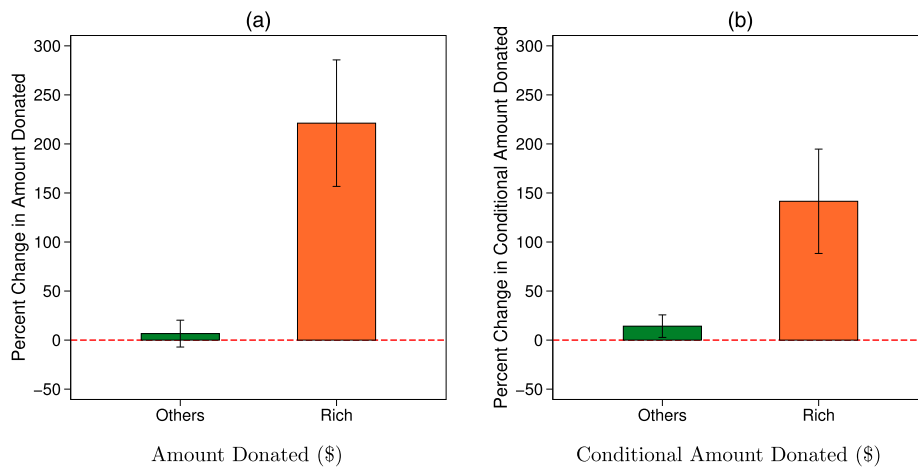 (a)
Percent Change in Amount Donated
300
250
200
150
100
50
0
−50
Others Rich
Amount Donated ($)
(b)
Percent Change in Conditional Amount Donated
300
250
200
150
100
50
0
−50
Others Rich
Conditional Amount Donated ($)